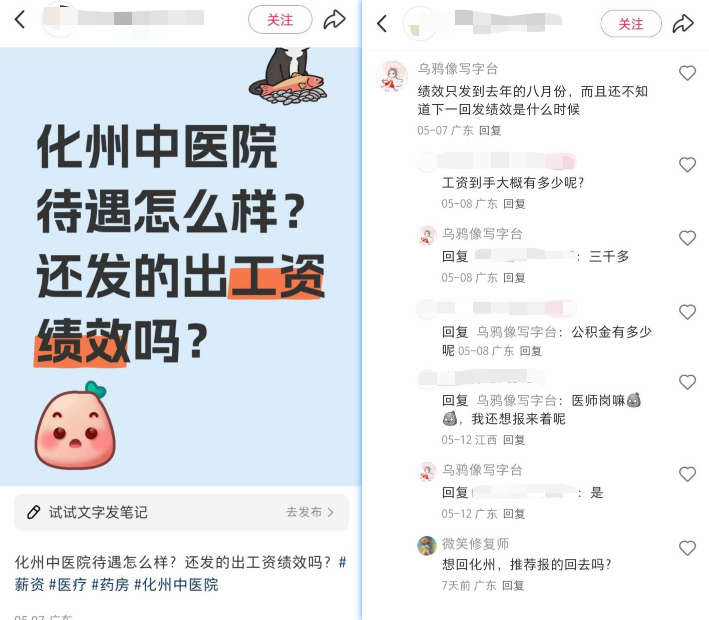 关注
化州中医院
待遇怎么样？
还发的出工资
绩效吗？
试试文字发笔记
去发布
化州中医院待遇怎么样？还发的出工资绩效吗？#
薪资 #医疗 #药房 #化州中医院
05-07 广东
关注
乌鸦像写字台
绩效只发到去年的八月份，而且还不知
道下一回发绩效是什么时候
05-07 广东 回复
工资到手大概有多少呢？
05-08 广东 回复
乌鸦像写字台
回复 ：三千多
05-08 广东 回复
回复 乌鸦像写字台：公积金有多少
呢 05-08 广东 回复
回复 乌鸦像写字台：医师岗嘛
，我还想报来着呢
05-12 江西 回复
乌鸦像写字台
回复 ：是
05-12 广东 回复
微笑修复师
想回化州，推荐报的回去吗？
7天前 广东 回复